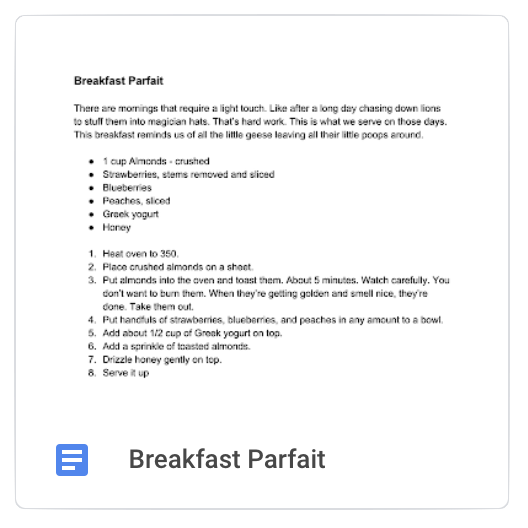 Breakfast Parfait
There are mornings that require a light touch. Like after a long day chasing down lions
to stuff them into magician hats. That's hard work. This is what we serve on those days.
This breakfast reminds us of all the little geese leaving all their little poops around.
● 1 cup Almonds - crushed
● Strawberries, stems removed and sliced
● Blueberries
● Peaches, sliced
● Greek yogurt
● Honey
1. Heat oven to 350.
2. Place crushed almonds on a sheet.
3. Put almonds into the oven and toast them. About 5 minutes. Watch carefully. You
don't want to burn them. When they're getting golden and smell nice, they're
done. Take them out.
4. Put handfuls of strawberries, blueberries, and peaches in any amount to a bowl.
5. Add about 1/2 cup of Greek yogurt on top.
6. Add a sprinkle of toasted almonds.
7. Drizzle honey gently on top.
8. Serve it up
Breakfast Parfait